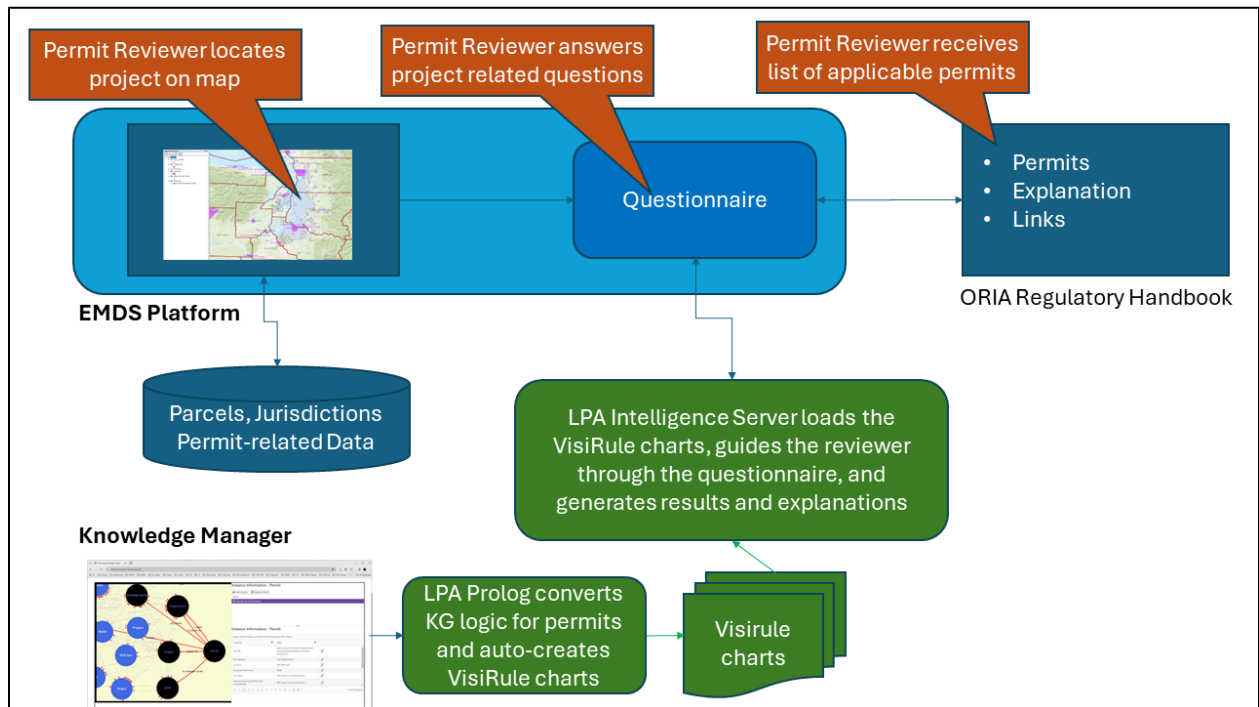 Permit Reviewer locates
project on map
Permit Reviewer answers
project related questions
Permit Reviewer receives
list of applicable permits
Questionnaire
• Permits
• Explanation
• Links
EMDS Platform
ORIA Regulatory Handbook
Parcels, Jurisdictions
Permit-related Data
LPA Intelligence Server loads the
VisiRule charts, guides the reviewer
through the questionnaire, and
generates results and explanations
Knowledge Manager
LPA Prolog converts
KG logic for permits
and auto-creates
VisiRule charts
Visirule
charts